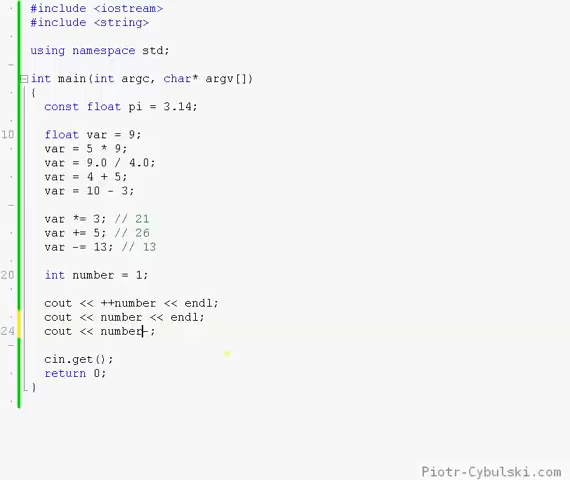 #include <iostream>
#include <string>
using namespace std;
int main(int argc, char* argv[])
{
const float pi = 3.14;
10 float var = 9;
var = 5 * 9;
var = 9.0 / 4.0;
var = 4 + 5;
var = 10 - 3;
var *= 3; // 21
var += 5; // 26
var -= 13; // 13
20 int number = 1;
cout << ++number << endl;
cout << number << endl;
24 cout << number-;
cin.get();
return 0;
}
Piotr-Cybulski.com